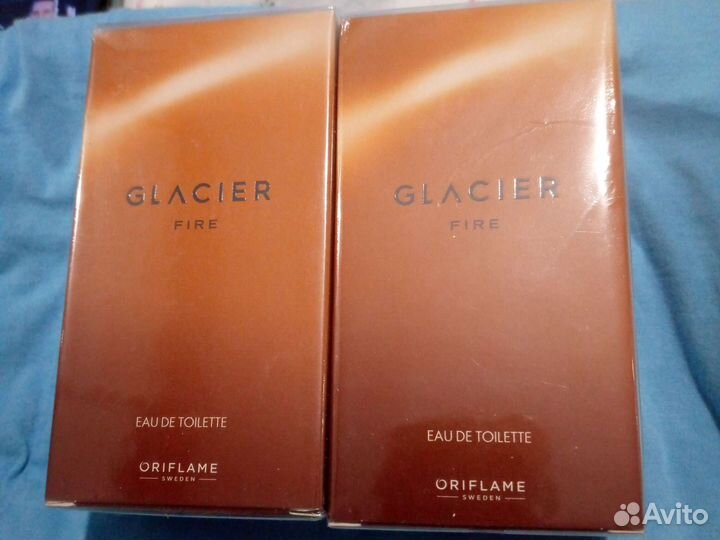 GLACIER
FIRE
EAU DE TOILETTE
ORIFLAME
SWEDEN
GLACIER
FIRE
EAU DE TOILETTE
ORIFLAME
SWEDEN
Avito